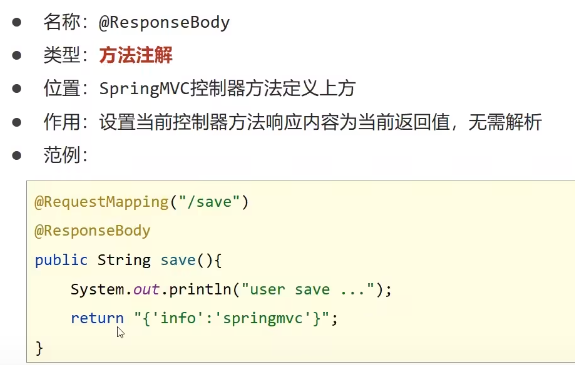 名称：@ResponseBody
类型：方法注解
位置：SpringMVC控制器方法定义上方
作用：设置当前控制器方法响应内容为当前返回值，无需解析
范例：
@RequestMapping("/save")
@ResponseBody
public String save(){
    System.out.println("user save ...");
    return "{'info':'springmvc'}";
}